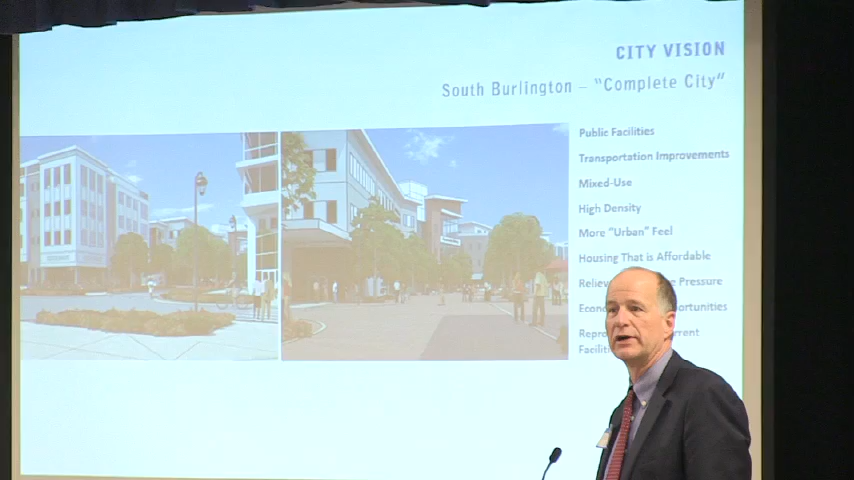 CITY VISION
South Burlington – “Complete City”
Public Facilities
Transportation Improvements
Mixed-Use
High Density
More “Urban” Feel
Housing That is Affordable
Pressure
Facili